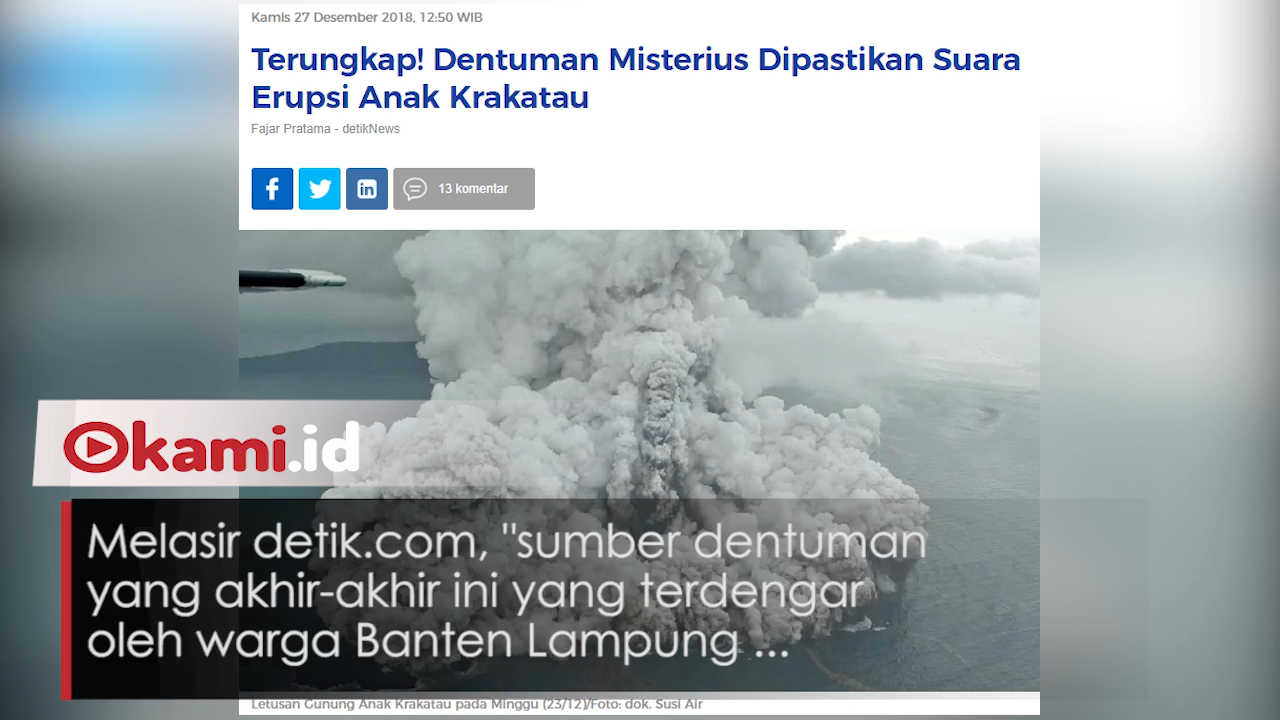 Kamis 27 Desember 2018, 12:50 WIB
Terungkap! Dentuman Misterius Dipastikan Suara
Erupsi Anak Krakatau
Fajar Pratama - detikNews
13 komentar
Okami.id
Melasir detik.com, "sumber dentuman
yang akhir-akhir ini yang terdengar
oleh warga Banten Lampung ...
Letusan Gunung Anak Krakatau pada Minggu (23/12)/Foto: dok. Susi Air